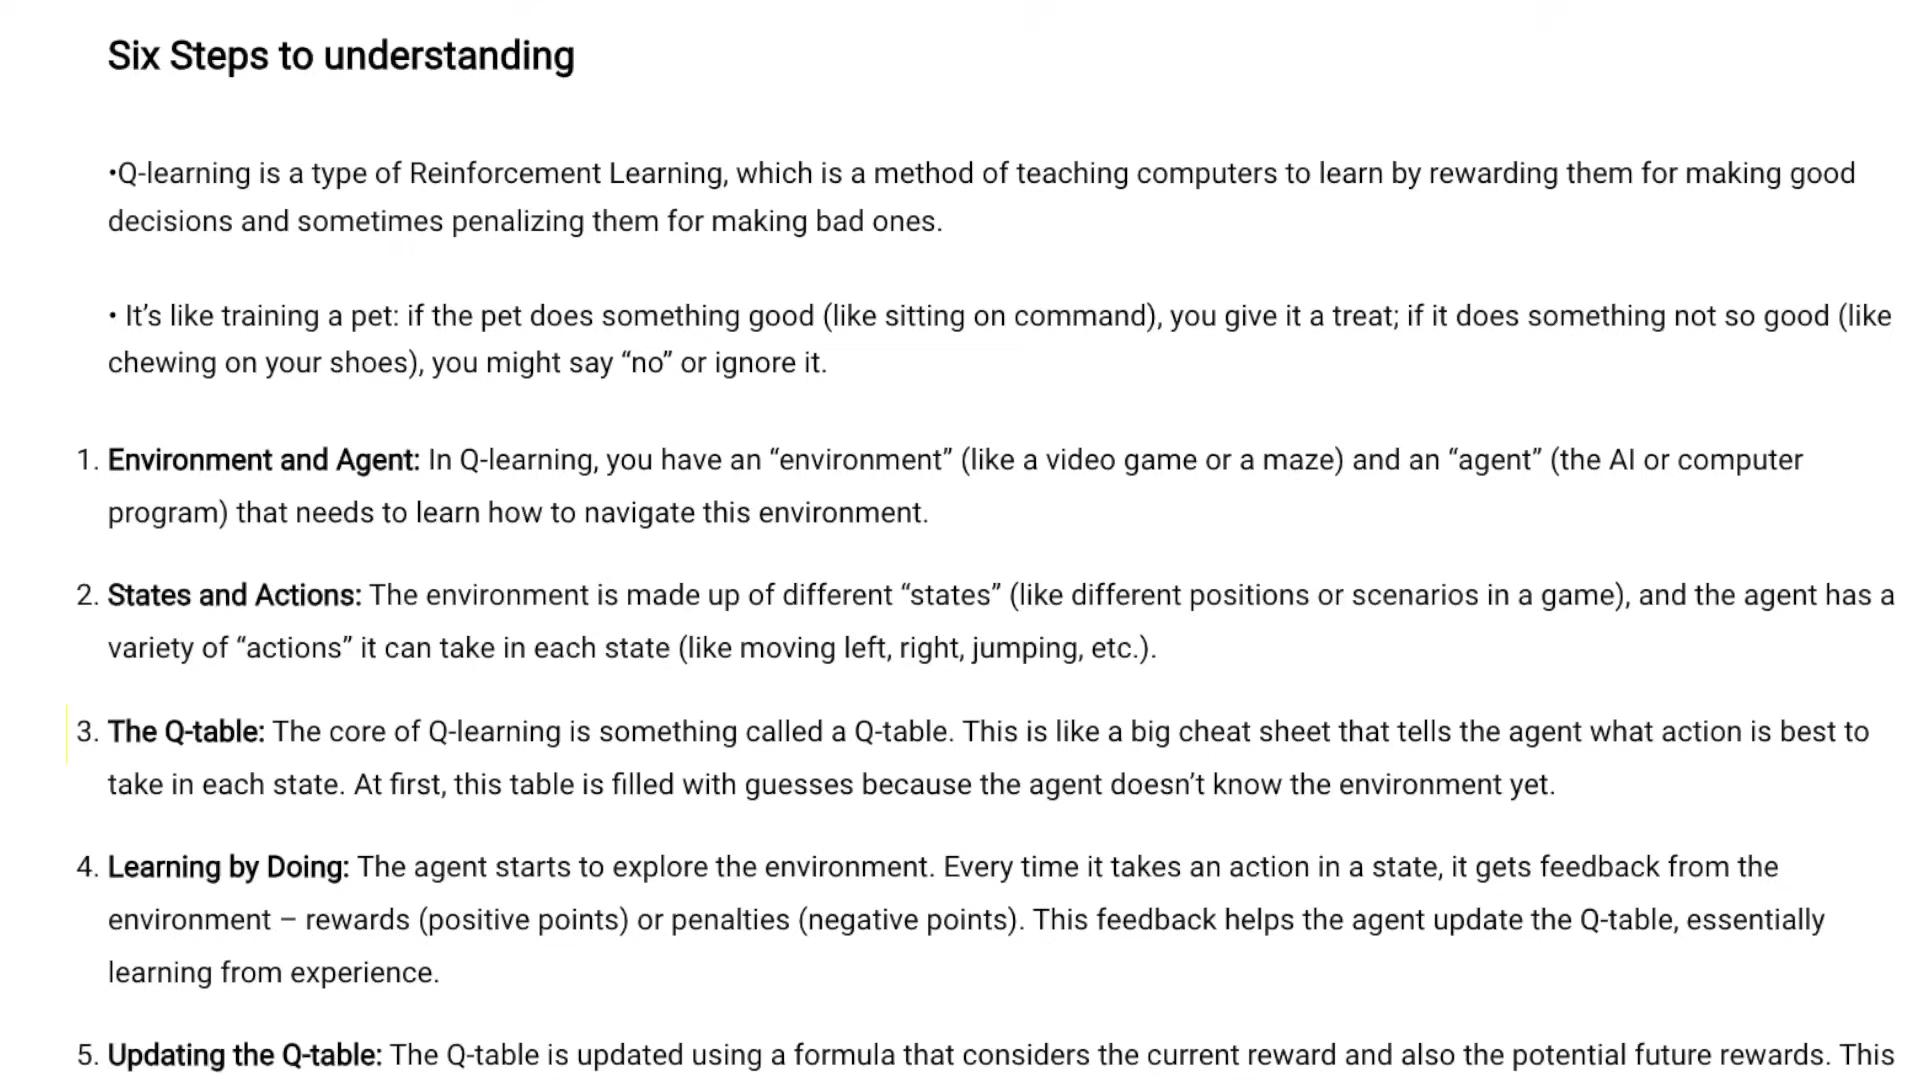 Six Steps to understanding
•Q-learning is a type of Reinforcement Learning, which is a method of teaching computers to learn by rewarding them for making good
decisions and sometimes penalizing them for making bad ones.
• It’s like training a pet: if the pet does something good (like sitting on command), you give it a treat; if it does something not so good (like
chewing on your shoes), you might say “no” or ignore it.
1. Environment and Agent: In Q-learning, you have an “environment” (like a video game or a maze) and an “agent” (the AI or computer
program) that needs to learn how to navigate this environment.
2. States and Actions: The environment is made up of different “states” (like different positions or scenarios in a game), and the agent has a
variety of “actions” it can take in each state (like moving left, right, jumping, etc.).
3. The Q-table: The core of Q-learning is something called a Q-table. This is like a big cheat sheet that tells the agent what action is best to
take in each state. At first, this table is filled with guesses because the agent doesn’t know the environment yet.
4. Learning by Doing: The agent starts to explore the environment. Every time it takes an action in a state, it gets feedback from the
environment – rewards (positive points) or penalties (negative points). This feedback helps the agent update the Q-table, essentially
learning from experience.
5. Updating the Q-table: The Q-table is updated using a formula that considers the current reward and also the potential future rewards. This